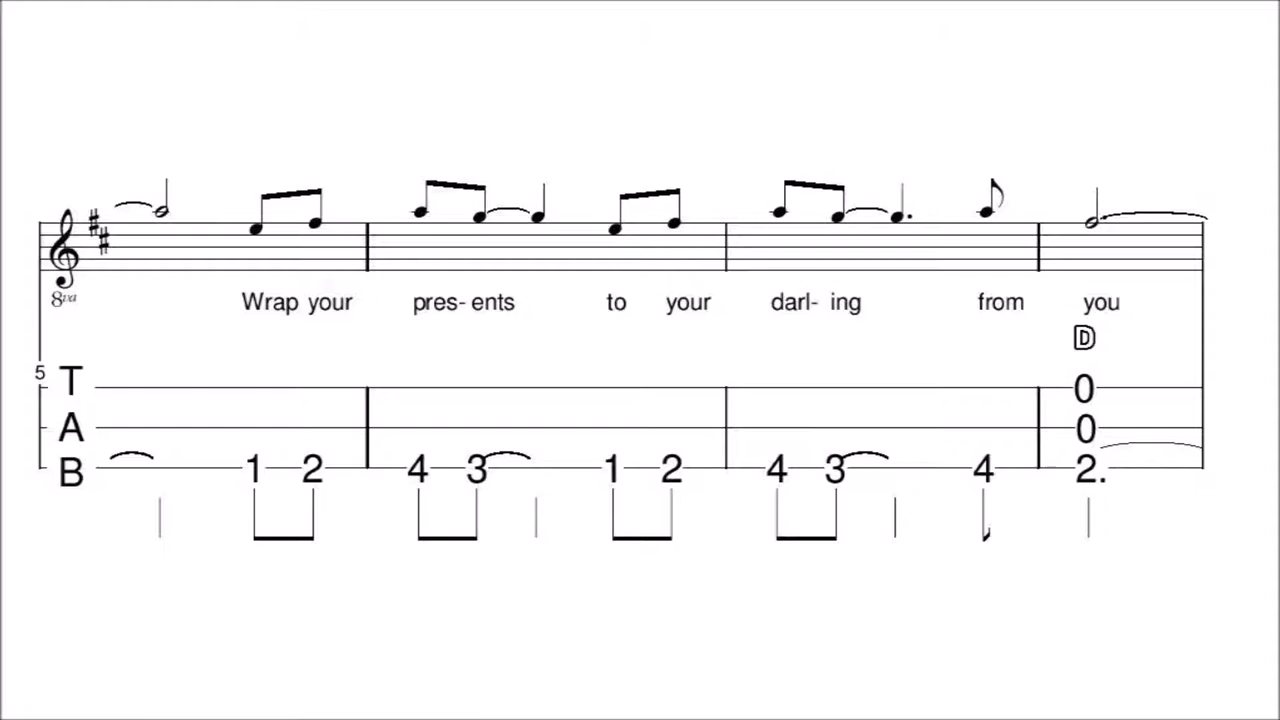 8va
Wrap your pres- ents to your darl- ing from you
D
5
T 0
A 0
B 1 2 4 3 1 2 4 3 4 2.